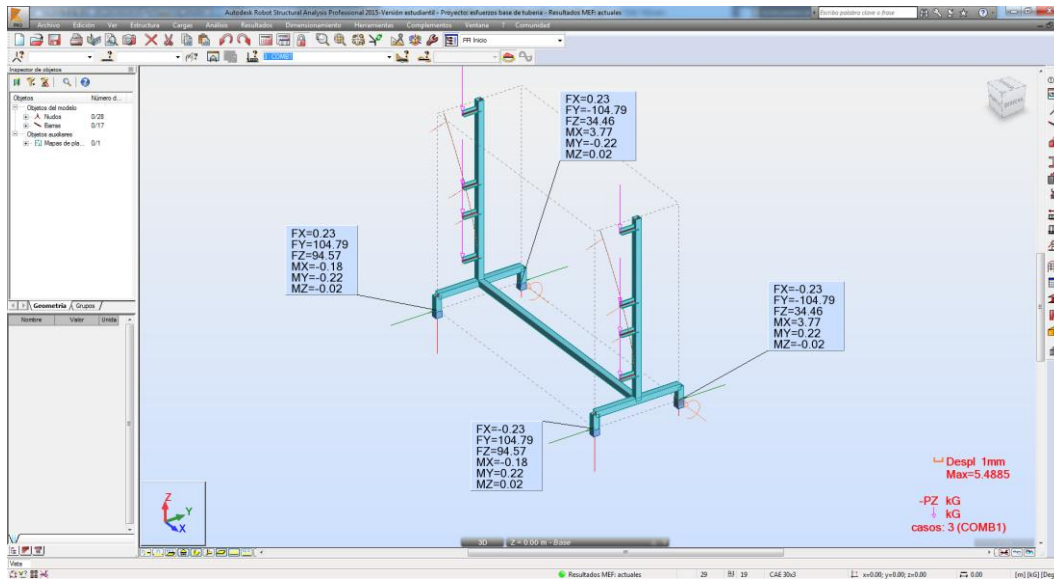 Autodesk Robot Structural Analysis Professional 2015-Versión estudiantil - Proyecto: esfuerzos base de tuberia - Resultados MEF: actuales
Escriba palabra clave o frase
PRO
Archivo Edición Ver Estructura Cargas Análisis Resultados Dimensionamiento Herramientas Complementos Ventana ? Comunidad
Inicio
3: COMB1
Inspector de objetos
Objetos Número d...
Objetos del modelo
Nudos 0/28
Barras 0/17
Objetos auxiliares
Mapas de pla... 0/1
Geometría Grupos
Nombre Valor Unida
FX=0.23
FY=-104.79
FZ=34.46
MX=3.77
MY=-0.22
MZ=0.02
FX=0.23
FY=104.79
FZ=94.57
MX=-0.18
MY=-0.22
MZ=-0.02
FX=-0.23
FY=-104.79
FZ=34.46
MX=3.77
MY=0.22
MZ=-0.02
FX=-0.23
FY=104.79
FZ=94.57
MX=-0.18
MY=0.22
MZ=0.02
Despl 1mm
Max=5.4885
-PZ kG
kG
casos: 3 (COMB1)
Z
Y
X
3D Z = 0.00 m - Base
Vista
Resultados MEF: actuales 29 19 CAE 30x3 x=0.00; y=0.00; z=0.00 0.00 [m] [kG] [Deg